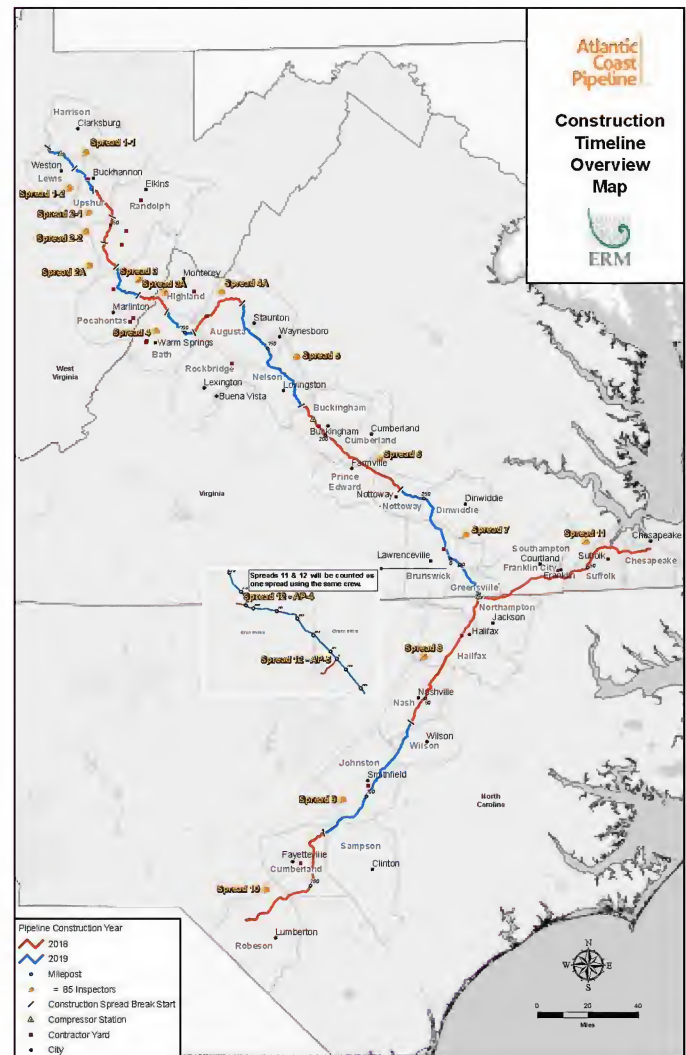 Atlantic
Coast
Pipeline
Construction
Timeline
Overview
Map
ERM
Harrison
Clarksburg
Spread 1-1
Weston
Lewis
Buckhannon
Spread 1-2
Upshur
Elkins
Randolph
Spread 2-1
Spread 2-2
Spread 2A
Spread 3
Monterey
Spread 3A
Highland
Spread 4A
Marlinton
Pocahontas
Spread 4
Warm Springs
Bath
Augusta
Staunton
Waynesboro
Spread 5
Rockbridge
Nelson
Lexington
Lovingston
Buena Vista
West
Virginia
Buckingham
Buckingham
200
Cumberland
Cumberland
Spread 6
Farmville
Prince
Edward
Virginia
Nottoway
Nottoway
Dinwiddie
Dinwiddie
Spread 7
Lawrenceville
Brunswick
Greensville
Southampton
Spread 11
Courtland
Franklin City
Franklin
Suffolk
Suffolk
Chesapeake
Chesapeake
Spreads 11 & 12 will be counted as
one spread using the same crew.
Spread 12 - AP-4
Spread 12 - AP-5
Northampton
Jackson
Halifax
Halifax
Spread 8
Nash
Nashville
Wilson
Wilson
Johnston
Smithfield
Spread 9
North
Carolina
Sampson
Fayetteville
Cumberland
Clinton
Spread 10
Lumberton
Robeson
Pipeline Construction Year
2018
2019
Milepost
= 85 Inspectors
Construction Spread Break Start
Compressor Station
Contractor Yard
City
N
W E
S
0 20 40
Miles